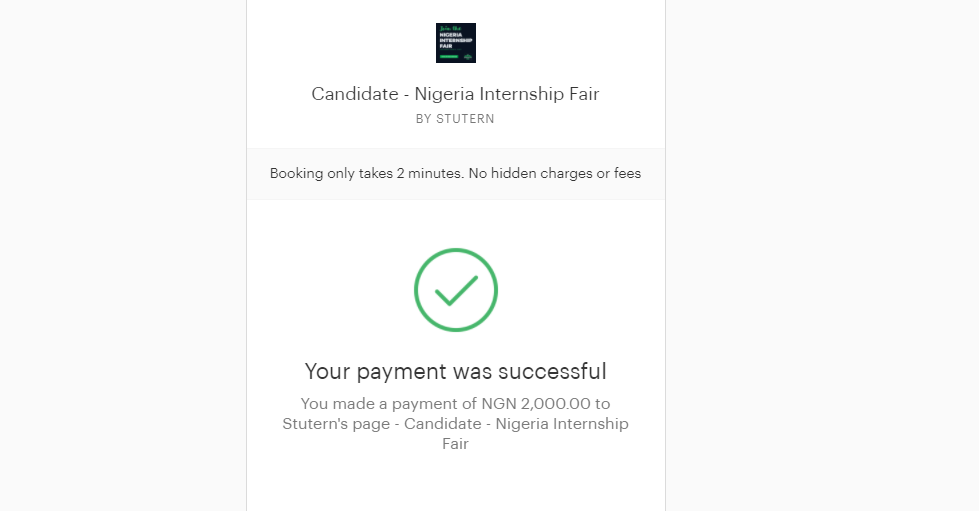 Join the
NIGERIA
INTERNSHIP
FAIR
Candidate - Nigeria Internship Fair
BY STUTERN
Booking only takes 2 minutes. No hidden charges or fees
Your payment was successful
You made a payment of NGN 2,000.00 to
Stutern's page - Candidate - Nigeria Internship
Fair